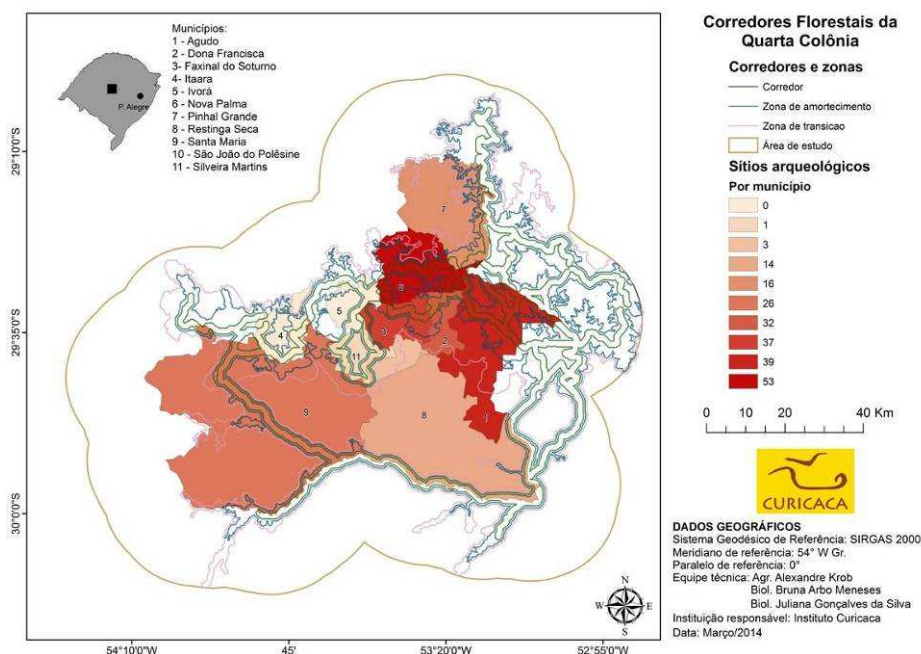 Municípios:
1 - Agudo
2 - Dona Francisca
3- Faxinal do Soturno
4- Itaara
5 - Ivorá
6 - Nova Palma
7 - Pinhal Grande
8 - Restinga Seca
9 - Santa Maria
10 - São João do Polêsine
11 - Silveira Martins
P. Alegre
29°10'0"S
29°35'0"S
30°0'0"S
54°10'0"W
45'
53°20'0"W
52°55'0"W
7
6
5
4
3
2
11
9
8
1
N
W
E
S
Corredores Florestais da
Quarta Colônia
Corredores e zonas
Corredor
Zona de amortecimento
Zona de transicao
Área de estudo
Sítios arqueológicos
Por município
0
1
3
14
16
26
32
37
39
53
0 10 20 40 Km
CURICACA
DADOS GEOGRÁFICOS
Sistema Geodésico de Referência: SIRGAS 2000
Meridiano de referência: 54° W Gr.
Paralelo de referência: 0°
Equipe técnica: Agr. Alexandre Krob
Biol. Bruna Arbo Meneses
Biol. Juliana Gonçalves da Silva
Instituição responsável: Instituto Curicaca
Data: Março/2014